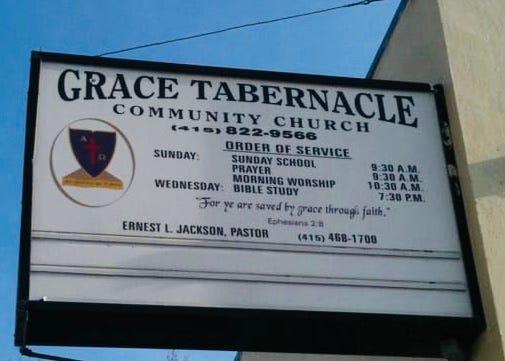 GRACE TABERNACLE
COMMUNITY CHURCH
(415) 822-9566
ORDER OF SERVICE
SUNDAY: SUNDAY SCHOOL 9:30 A.M.
PRAYER 9:30 A.M.
MORNING WORSHIP 10:30 A.M.
WEDNESDAY: BIBLE STUDY 7:30 P.M.
"For ye are saved by grace through faith."
Ephesians 2:8
ERNEST L. JACKSON, PASTOR (415) 468-1700
Α Ω